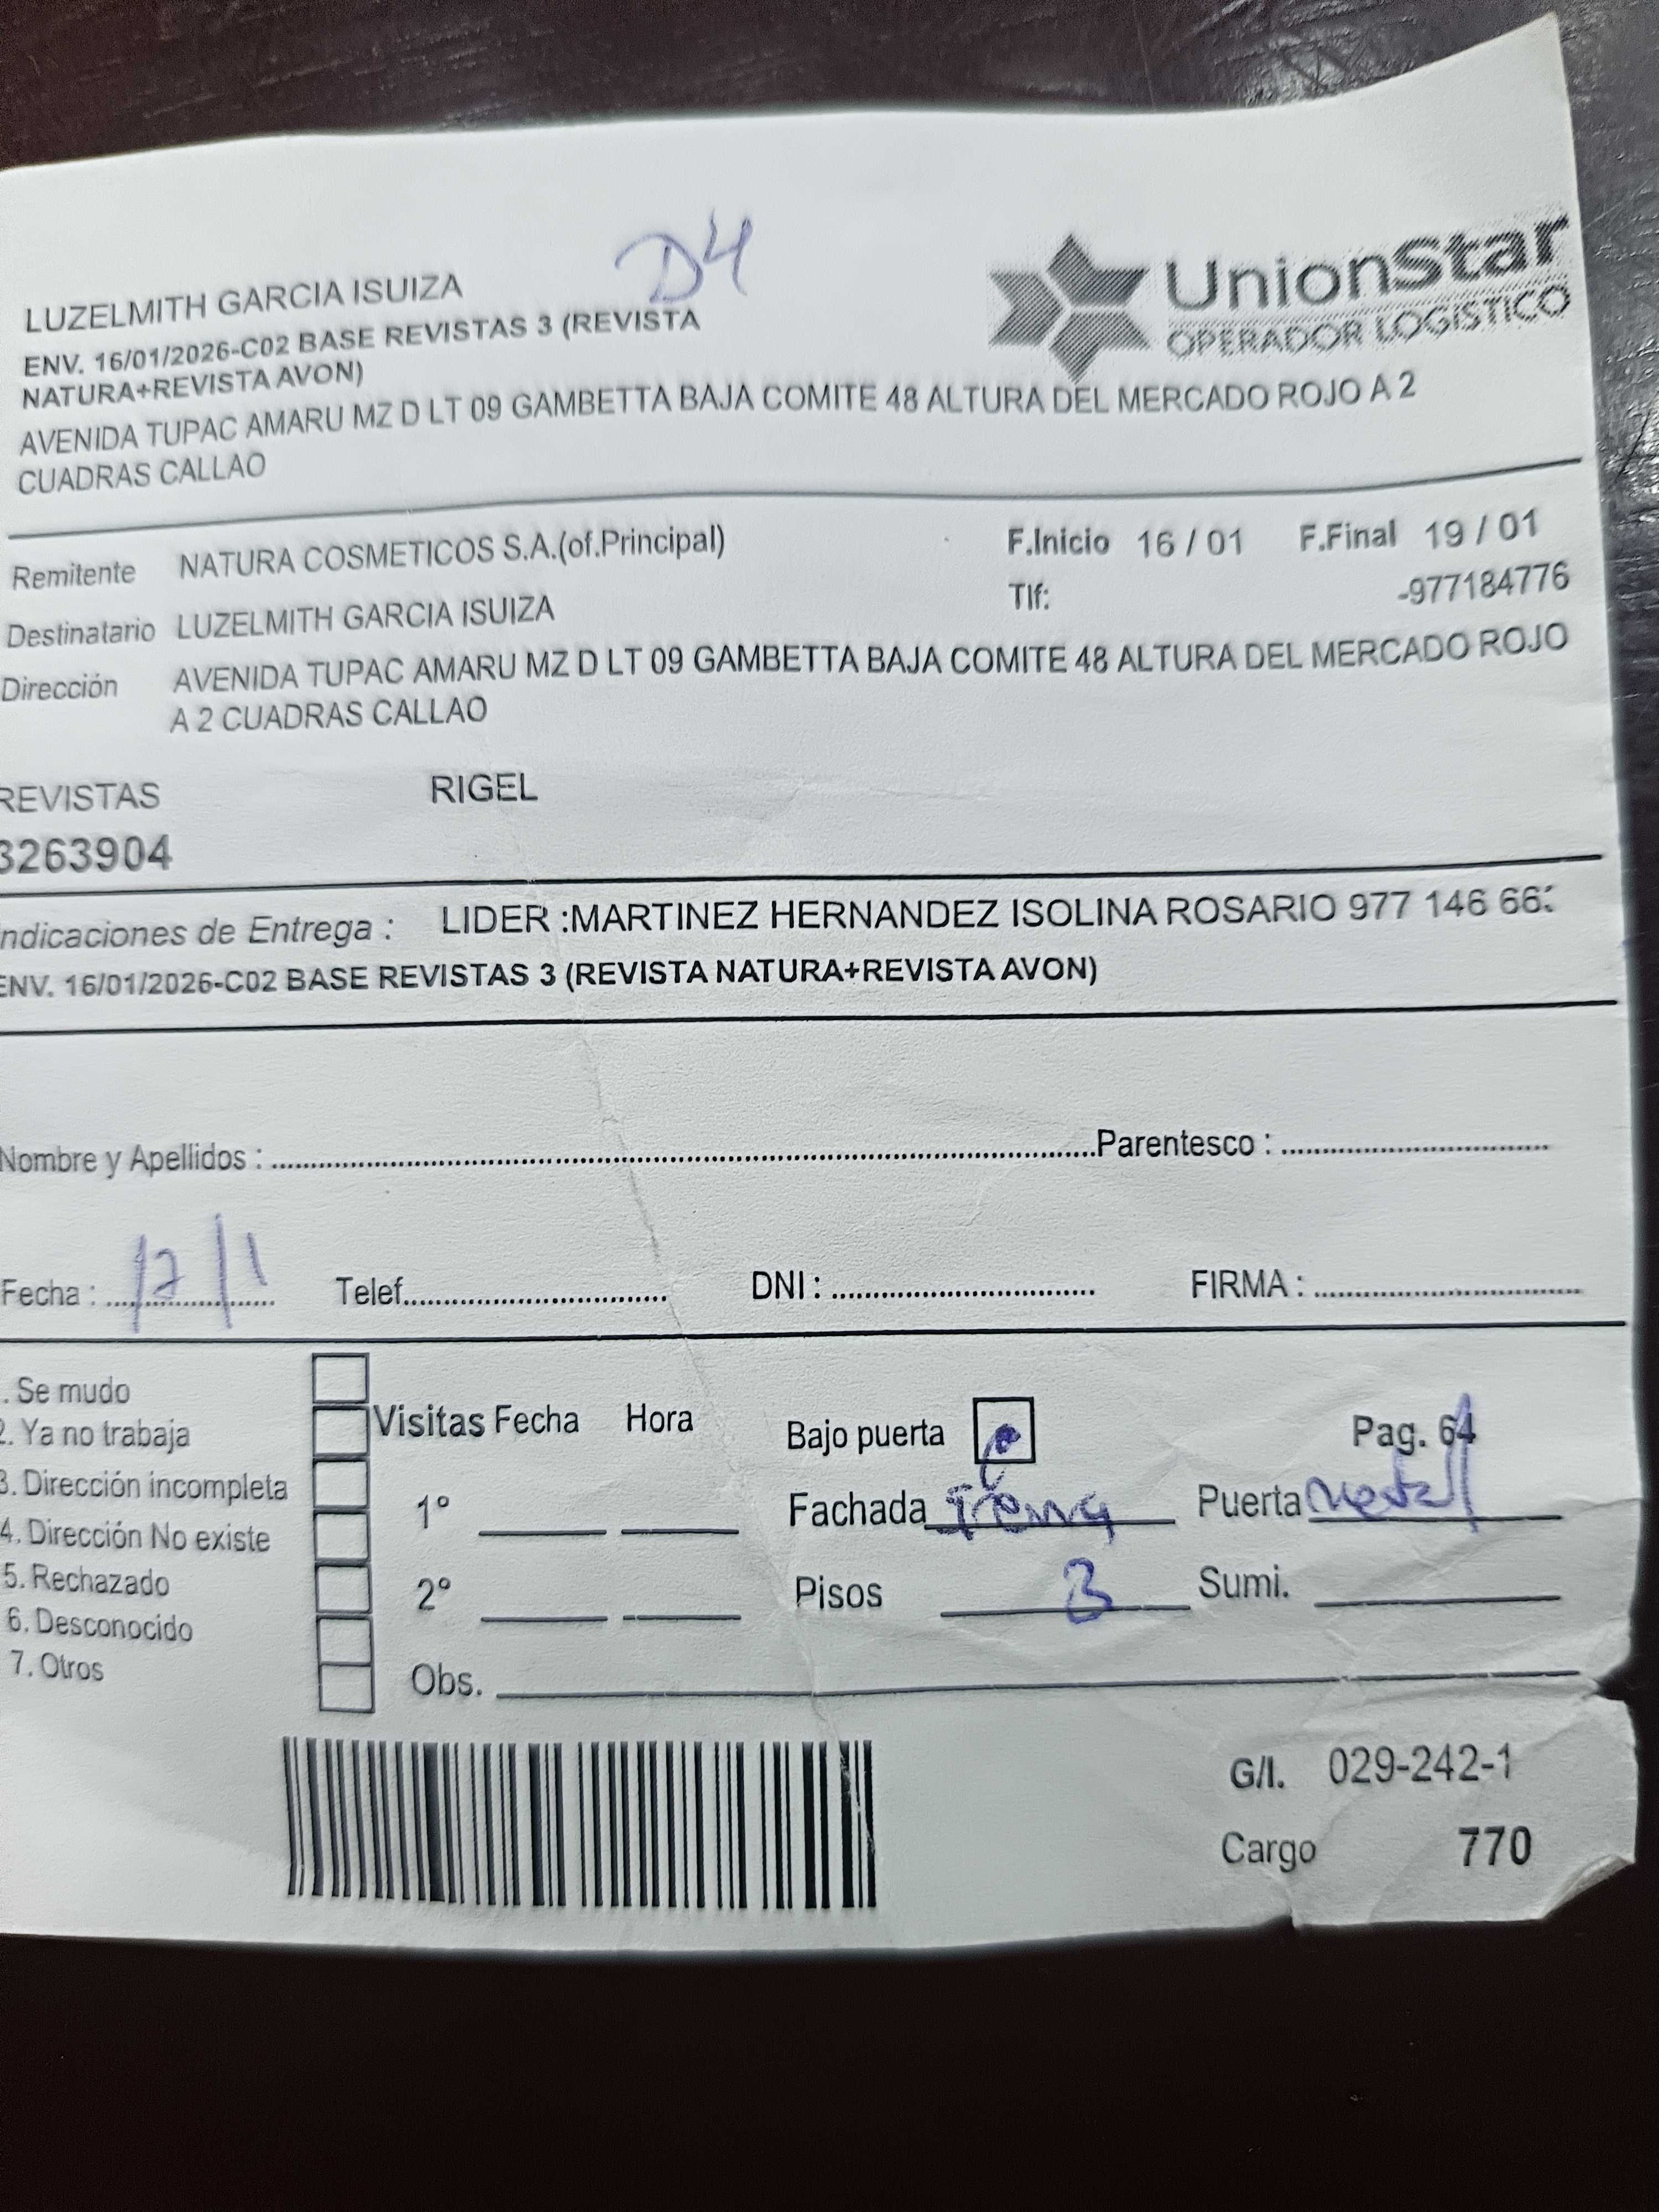 D4
LUZELMITH GARCIA ISUIZA
ENV. 16/01/2026-C02 BASE REVISTAS 3 (REVISTA
NATURA+REVISTA AVON)
AVENIDA TUPAC AMARU MZ D LT 09 GAMBETTA BAJA COMITE 48 ALTURA DEL MERCADO ROJO A 2
CUADRAS CALLAO
UnionStar
OPERADOR LOGISTICO
Remitente NATURA COSMETICOS S.A.(of.Principal) F.Inicio 16 / 01 F.Final 19 / 01
Destinatario LUZELMITH GARCIA ISUIZA Tlf: -977184776
Dirección AVENIDA TUPAC AMARU MZ D LT 09 GAMBETTA BAJA COMITE 48 ALTURA DEL MERCADO ROJO
A 2 CUADRAS CALLAO
REVISTAS RIGEL
3263904
Indicaciones de Entrega : LIDER :MARTINEZ HERNANDEZ ISOLINA ROSARIO 977 146 66
ENV. 16/01/2026-C02 BASE REVISTAS 3 (REVISTA NATURA+REVISTA AVON)
Nombre y Apellidos : Parentesco :
Fecha : 17/1 Telef. DNI : FIRMA :
. Se mudo
2. Ya no trabaja
3. Dirección incompleta
4. Dirección No existe
5. Rechazado
6. Desconocido
7. Otros
Visitas Fecha Hora
1°
2°
Obs.
Bajo puerta Pag. 64
Fachada Puerta Metal
Pisos 3 Sumi.
G/I. 029-242-1
Cargo 770